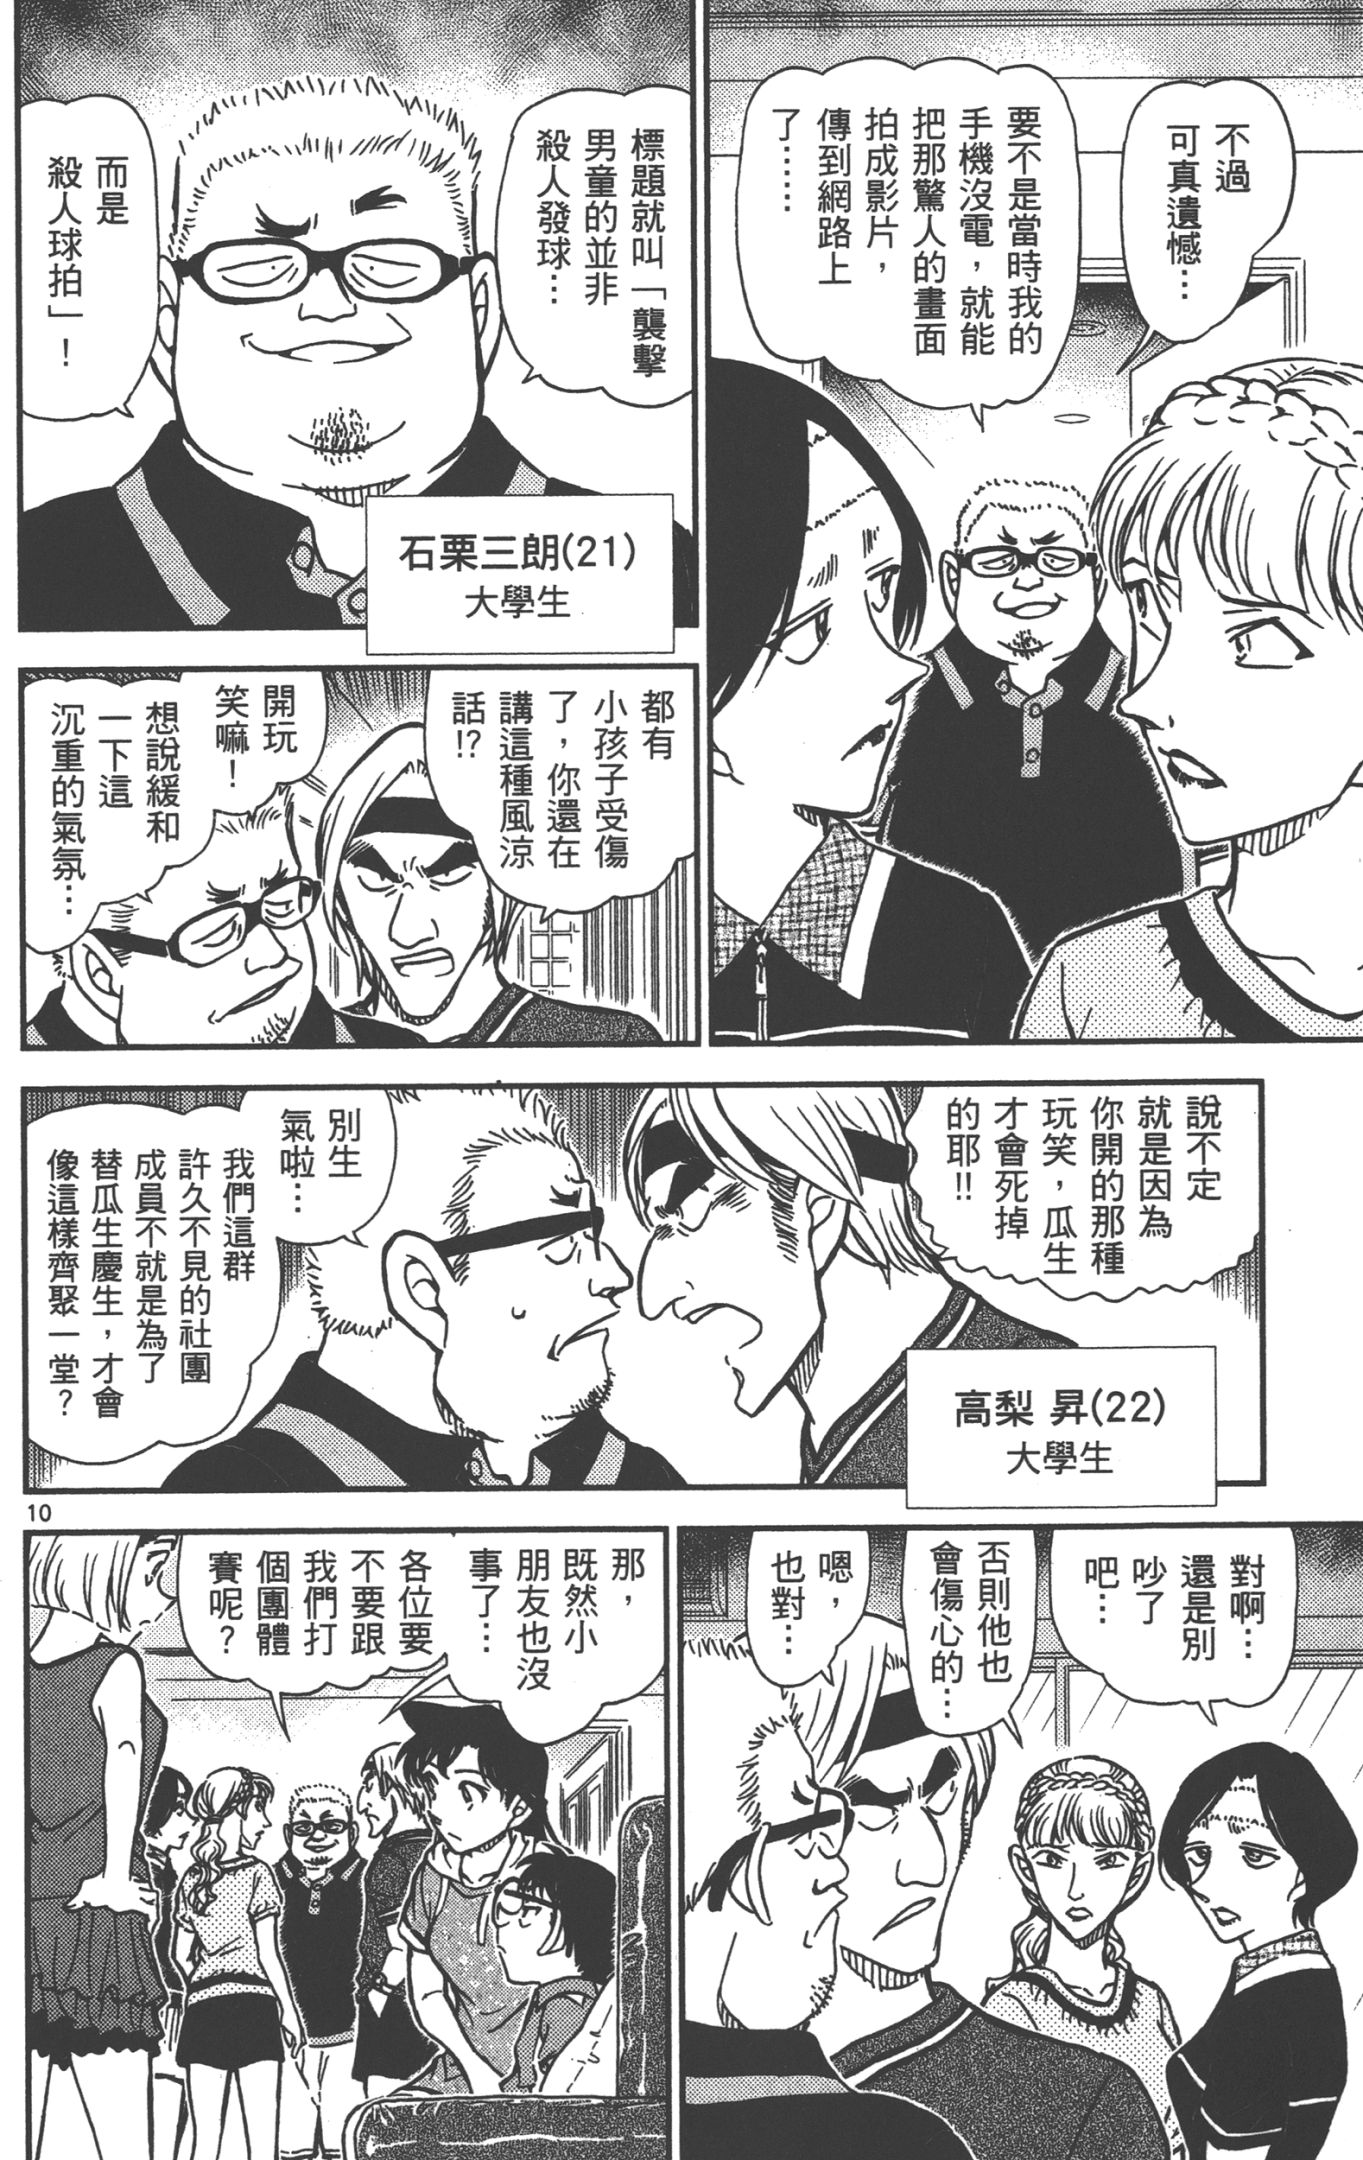 不過
可真遺憾…
要不是當時我的
手機沒電，就能
把那驚人的畫面
拍成影片，
傳到網路上
了……
標題就叫「襲擊
男童的並非
殺人發球…
而是
殺人球拍」！
石栗三朗(21)
大學生
都有
小孩子受傷
了，你還在
講這種風涼
話!?
開玩
笑嘛！
想說緩和
一下這
沉重的氣氛…
說不定
就是因為
你開的那種
玩笑，瓜生
才會死掉
的耶!!
高梨 昇(22)
大學生
別生
氣啦…
我們這群
許久不見的社團
成員不就是為了
替瓜生慶生，才會
像這樣齊聚一堂？
10
對啊…
還是別
吵了
吧…
否則他也
會傷心的…
嗯，
也對…
那，
既然小
朋友也沒
事了…
各位要
不要跟
我們打
個團體
賽呢？